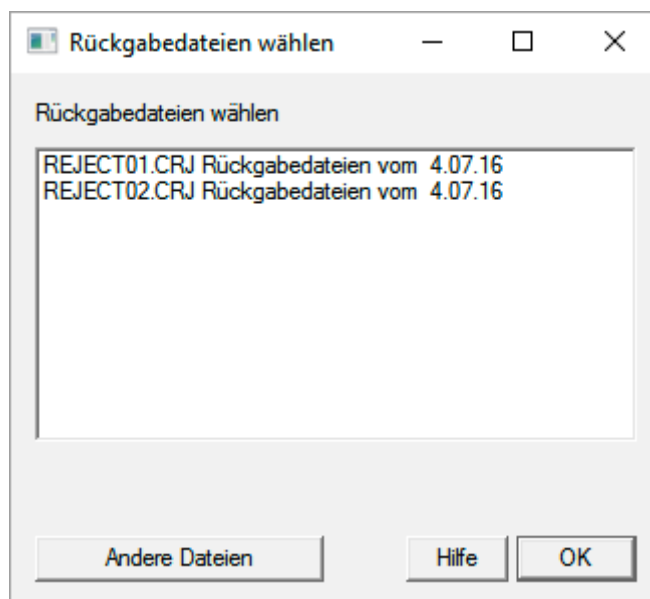 Rückgabedateien wählen
Rückgabedateien wählen
REJECT01.CRJ Rückgabedateien vom  4.07.16
REJECT02.CRJ Rückgabedateien vom  4.07.16
Andere Dateien Hilfe OK